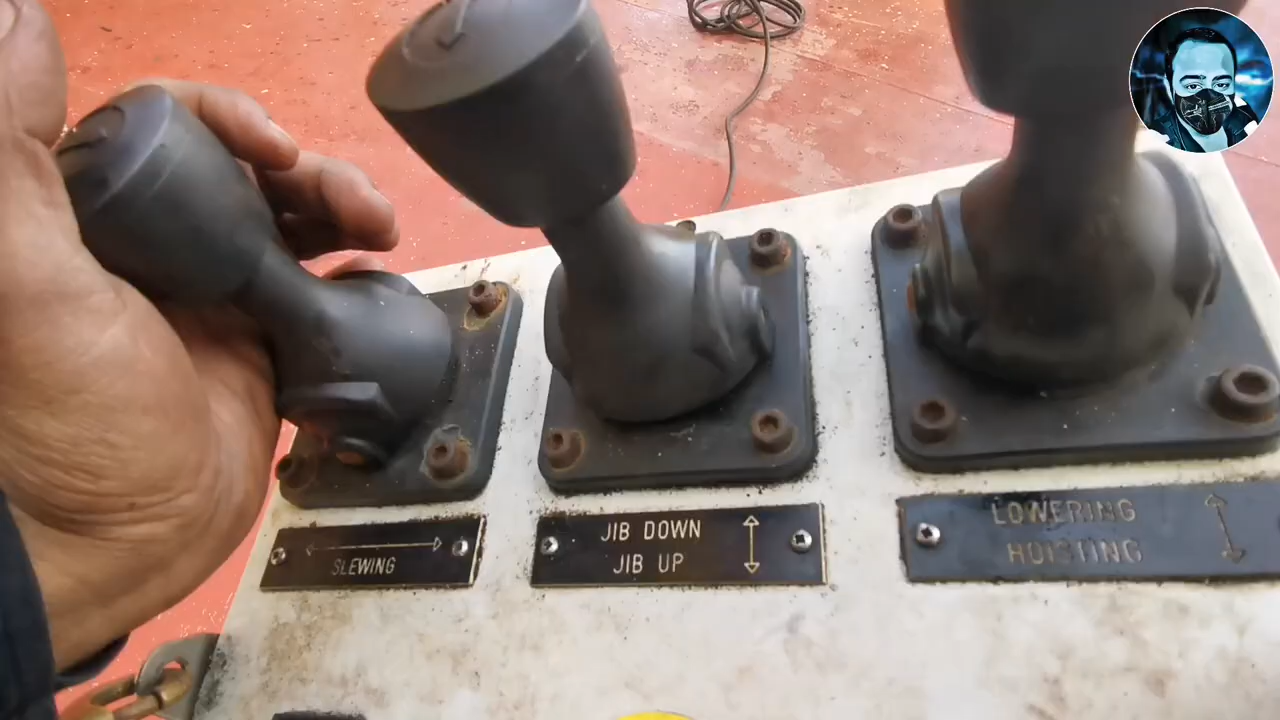 SLEWING
JIB DOWN
JIB UP
LOWERING
HOISTING